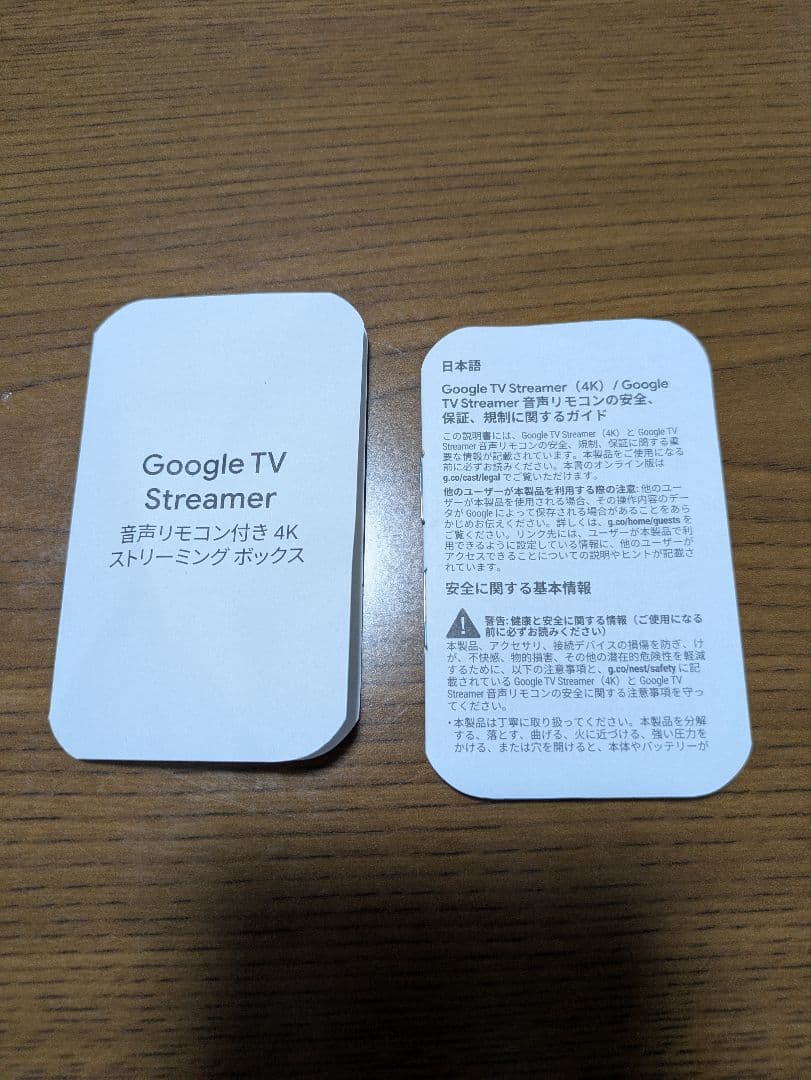 Google TV
Streamer
音声リモコン付き 4K
ストリーミング ボックス
日本語
Google TV Streamer（4K）/ Google
TV Streamer 音声リモコンの安全、
保証、規制に関するガイド
この説明書には、Google TV Streamer（4K）と Google TV
Streamer 音声リモコンの安全、規制、保証に関する重
要な情報が記載されています。本製品をご使用になる
前に必ずお読みください。本書のオンライン版は
g.co/cast/legal でご覧いただけます。
他のユーザーが本製品を利用する際の注意: 他のユー
ザーが本製品を使用される場合、その操作内容のデー
タが Google によって保存される場合があることをあら
かじめお伝えください。詳しくは、g.co/home/guests を
ご覧ください。リンク先には、ユーザーが本製品で利
用できるように設定している情報に、他のユーザーが
アクセスできることについての説明やヒントが記載さ
れています。
安全に関する基本情報
警告: 健康と安全に関する情報（ご使用になる
前に必ずお読みください）
本製品、アクセサリ、接続デバイスの損傷を防ぎ、け
が、不快感、物的損害、その他の潜在的危険性を軽減
するために、以下の注意事項と、g.co/nest/safety に記
載されている Google TV Streamer（4K）と Google TV
Streamer 音声リモコンの安全に関する注意事項を守っ
てください。
・本製品は丁寧に取り扱ってください。本製品を分解
する、落とす、曲げる、火に近づける、強い圧力を
かける、または穴を開けると、本体やバッテリーが